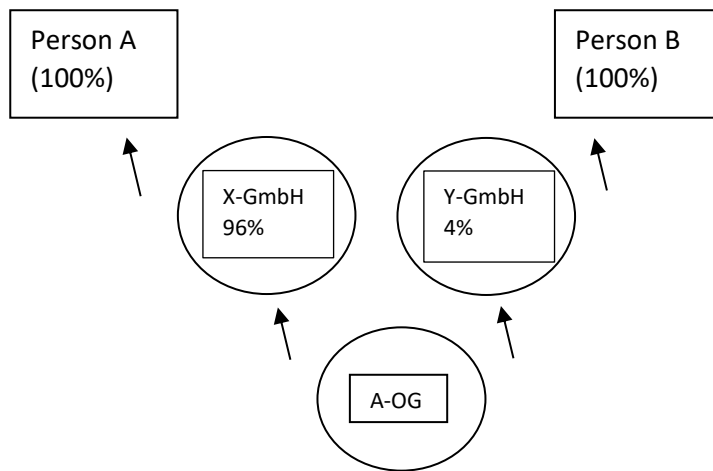 Person A
(100%)
Person B
(100%)
X-GmbH
96%
Y-GmbH
4%
A-OG